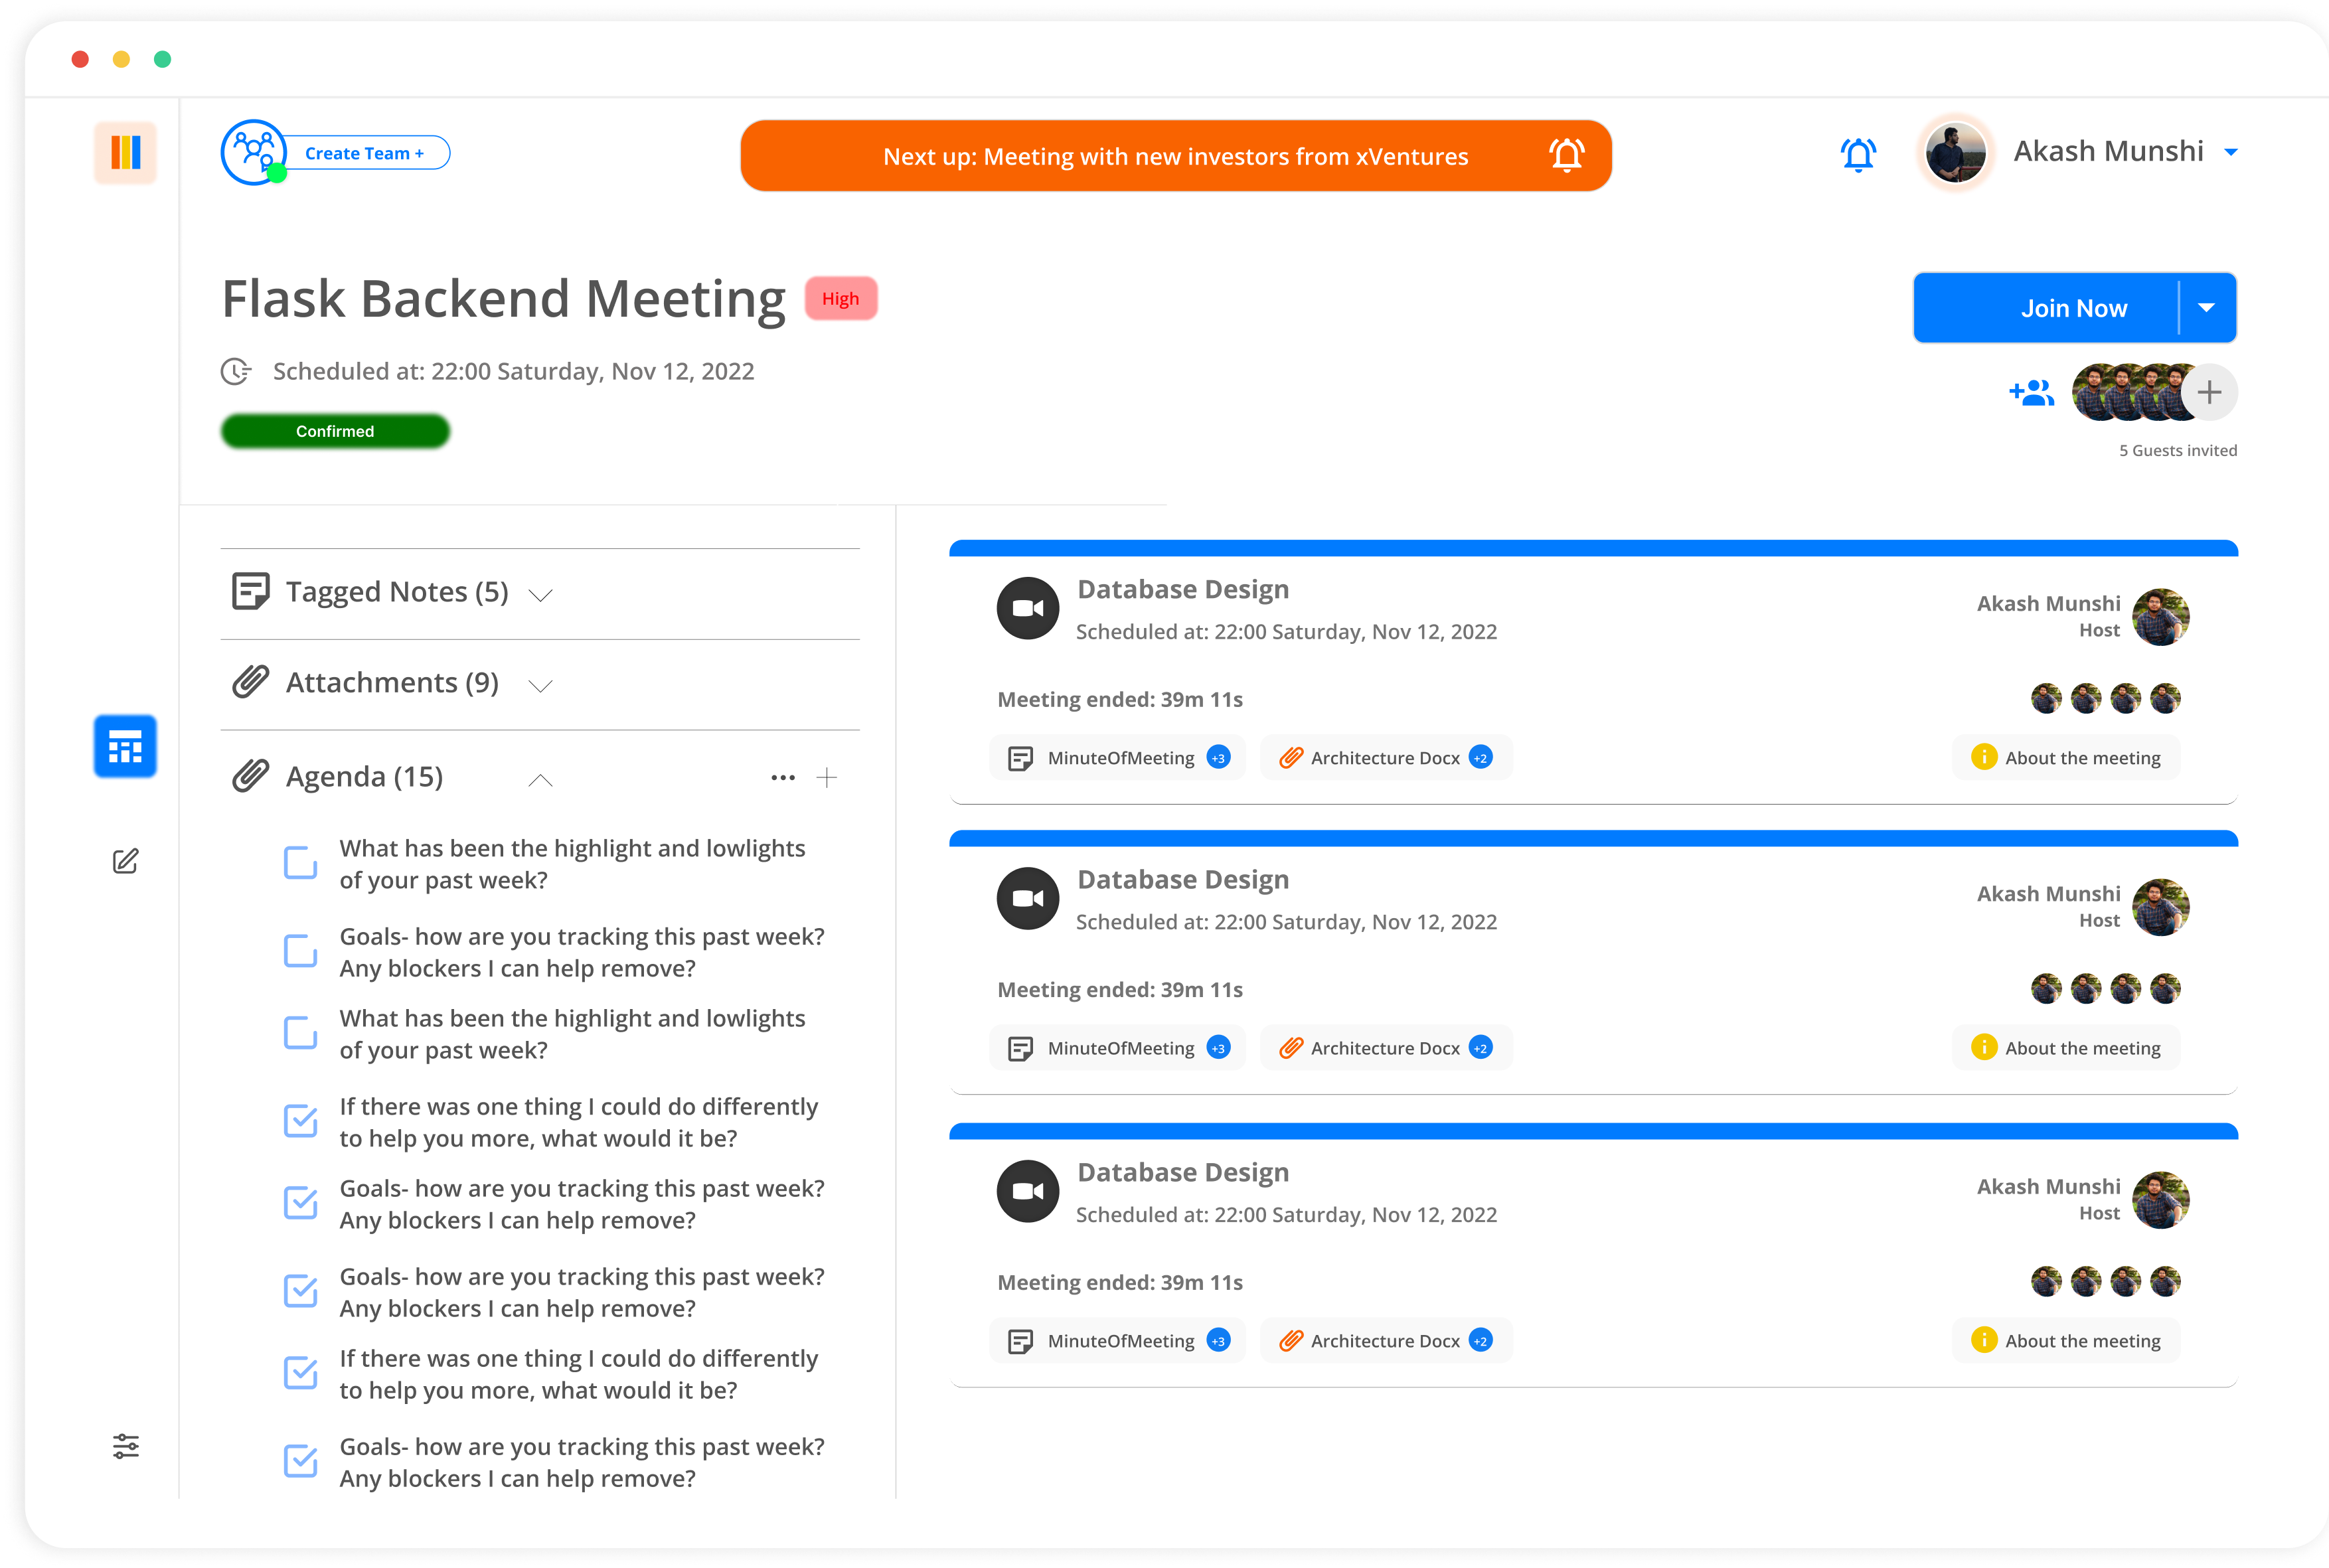 Create Team +
Next up: Meeting with new investors from xVentures
Akash Munshi
Flask Backend Meeting
High
Join Now
Scheduled at: 22:00 Saturday, Nov 12, 2022
Confirmed
5 Guests invited
Tagged Notes (5)
Attachments (9)
Agenda (15)
What has been the highlight and lowlights
of your past week?
Goals- how are you tracking this past week?
Any blockers I can help remove?
What has been the highlight and lowlights
of your past week?
If there was one thing I could do differently
to help you more, what would it be?
Goals- how are you tracking this past week?
Any blockers I can help remove?
Goals- how are you tracking this past week?
Any blockers I can help remove?
If there was one thing I could do differently
to help you more, what would it be?
Goals- how are you tracking this past week?
Any blockers I can help remove?
Database Design
Scheduled at: 22:00 Saturday, Nov 12, 2022
Akash Munshi
Host
Meeting ended: 39m 11s
MinuteOfMeeting +3
Architecture Docx +2
About the meeting
Database Design
Scheduled at: 22:00 Saturday, Nov 12, 2022
Akash Munshi
Host
Meeting ended: 39m 11s
MinuteOfMeeting +3
Architecture Docx +2
About the meeting
Database Design
Scheduled at: 22:00 Saturday, Nov 12, 2022
Akash Munshi
Host
Meeting ended: 39m 11s
MinuteOfMeeting +3
Architecture Docx +2
About the meeting